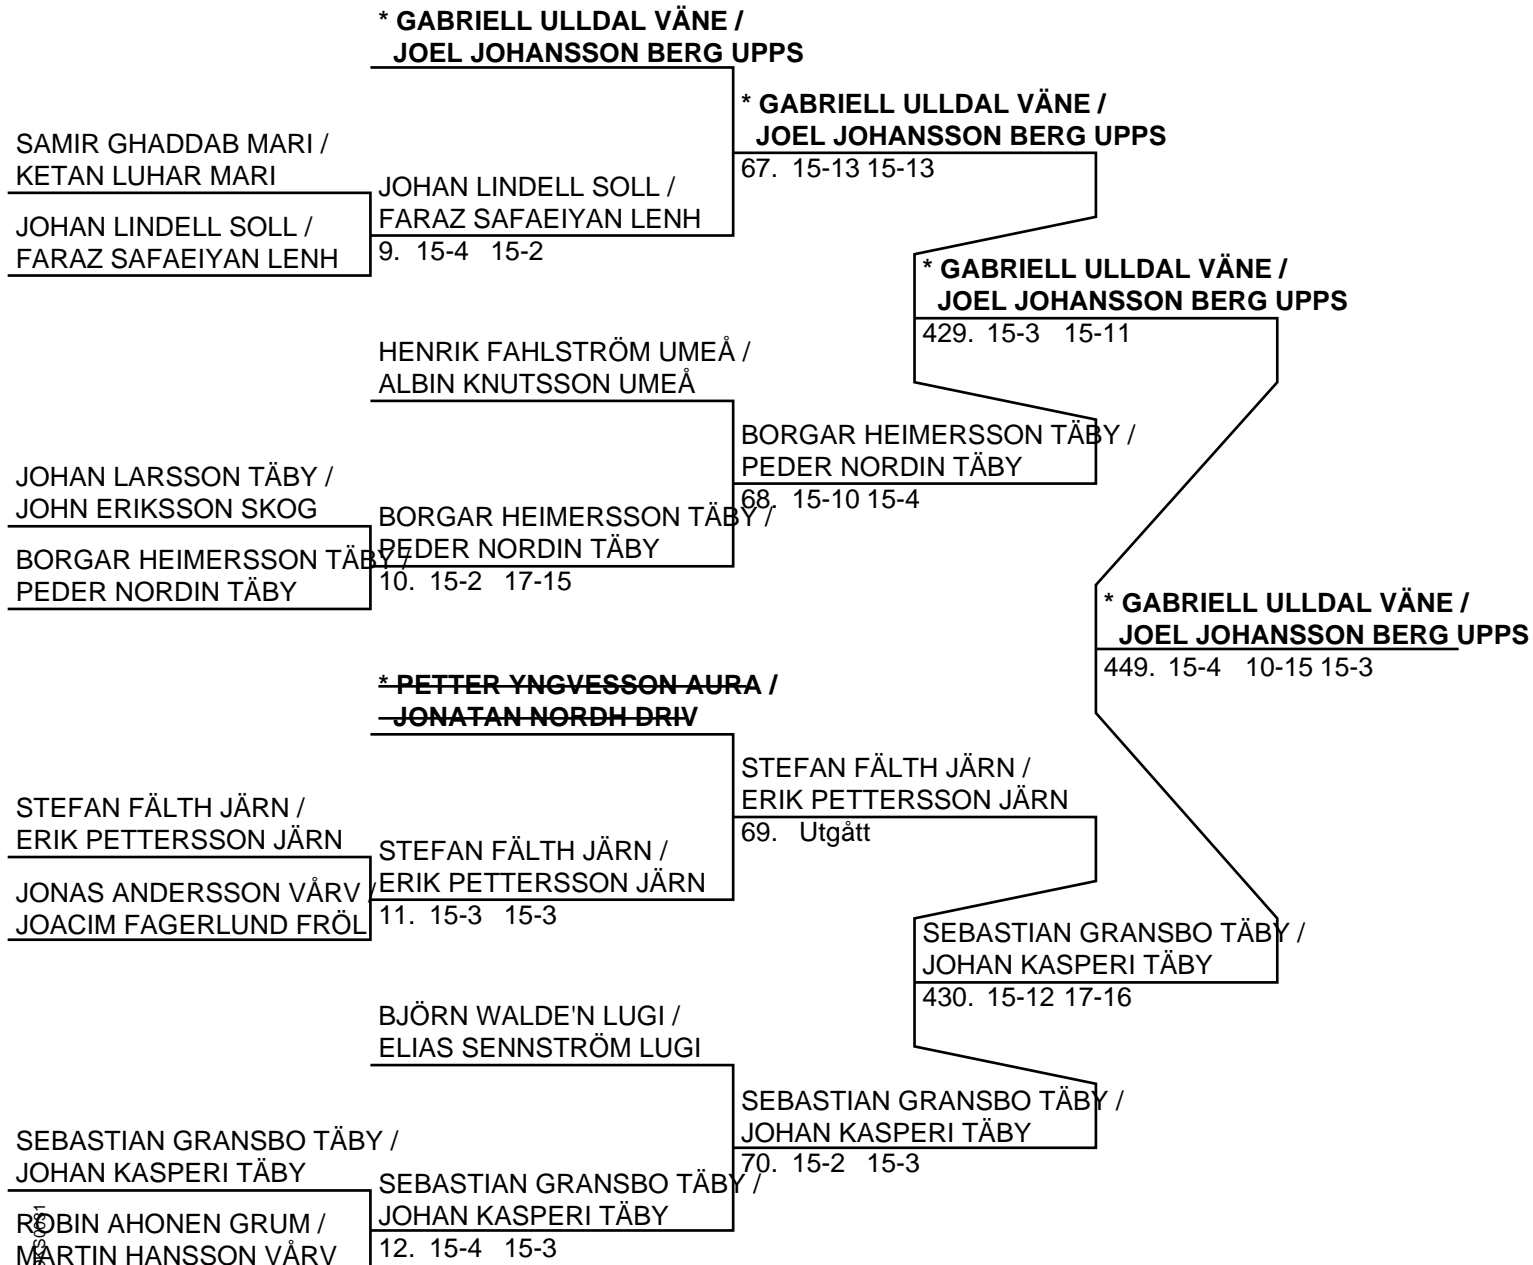 * GABRIELL ULLDAL VÄNE /
JOEL JOHANSSON BERG UPPS
* GABRIELL ULLDAL VÄNE /
JOEL JOHANSSON BERG UPPS
67. 15-13 15-13
SAMIR GHADDAB MARI /
KETAN LUHAR MARI
JOHAN LINDELL SOLL /
FARAZ SAFAEIYAN LENH
9. 15-4 15-2
JOHAN LINDELL SOLL /
FARAZ SAFAEIYAN LENH
* GABRIELL ULLDAL VÄNE /
JOEL JOHANSSON BERG UPPS
429. 15-3 15-11
HENRIK FAHLSTRÖM UMEÅ /
ALBIN KNUTSSON UMEÅ
BORGAR HEIMERSSON TÄBY /
PEDER NORDIN TÄBY
68. 15-10 15-4
JOHAN LARSSON TÄBY /
JOHN ERIKSSON SKOG
BORGAR HEIMERSSON TÄBY /
PEDER NORDIN TÄBY
10. 15-2 17-15
BORGAR HEIMERSSON TÄBY /
PEDER NORDIN TÄBY
* GABRIELL ULLDAL VÄNE /
JOEL JOHANSSON BERG UPPS
449. 15-4 10-15 15-3
* PETTER YNGVESSON AURA /
JONATAN NORDH DRIV
STEFAN FÄLTH JÄRN /
ERIK PETTERSSON JÄRN
69. Utgått
STEFAN FÄLTH JÄRN /
ERIK PETTERSSON JÄRN
STEFAN FÄLTH JÄRN /
ERIK PETTERSSON JÄRN
11. 15-3 15-3
JONAS ANDERSSON VÅRV /
JOACIM FAGERLUND FRÖL
SEBASTIAN GRANSBO TÄBY /
JOHAN KASPERI TÄBY
430. 15-12 17-16
BJÖRN WALDE'N LUGI /
ELIAS SENNSTRÖM LUGI
SEBASTIAN GRANSBO TÄBY /
JOHAN KASPERI TÄBY
70. 15-2 15-3
SEBASTIAN GRANSBO TÄBY /
JOHAN KASPERI TÄBY
SEBASTIAN GRANSBO TÄBY /
JOHAN KASPERI TÄBY
12. 15-4 15-3
ROBIN AHONEN GRUM /
MARTIN HANSSON VÅRV